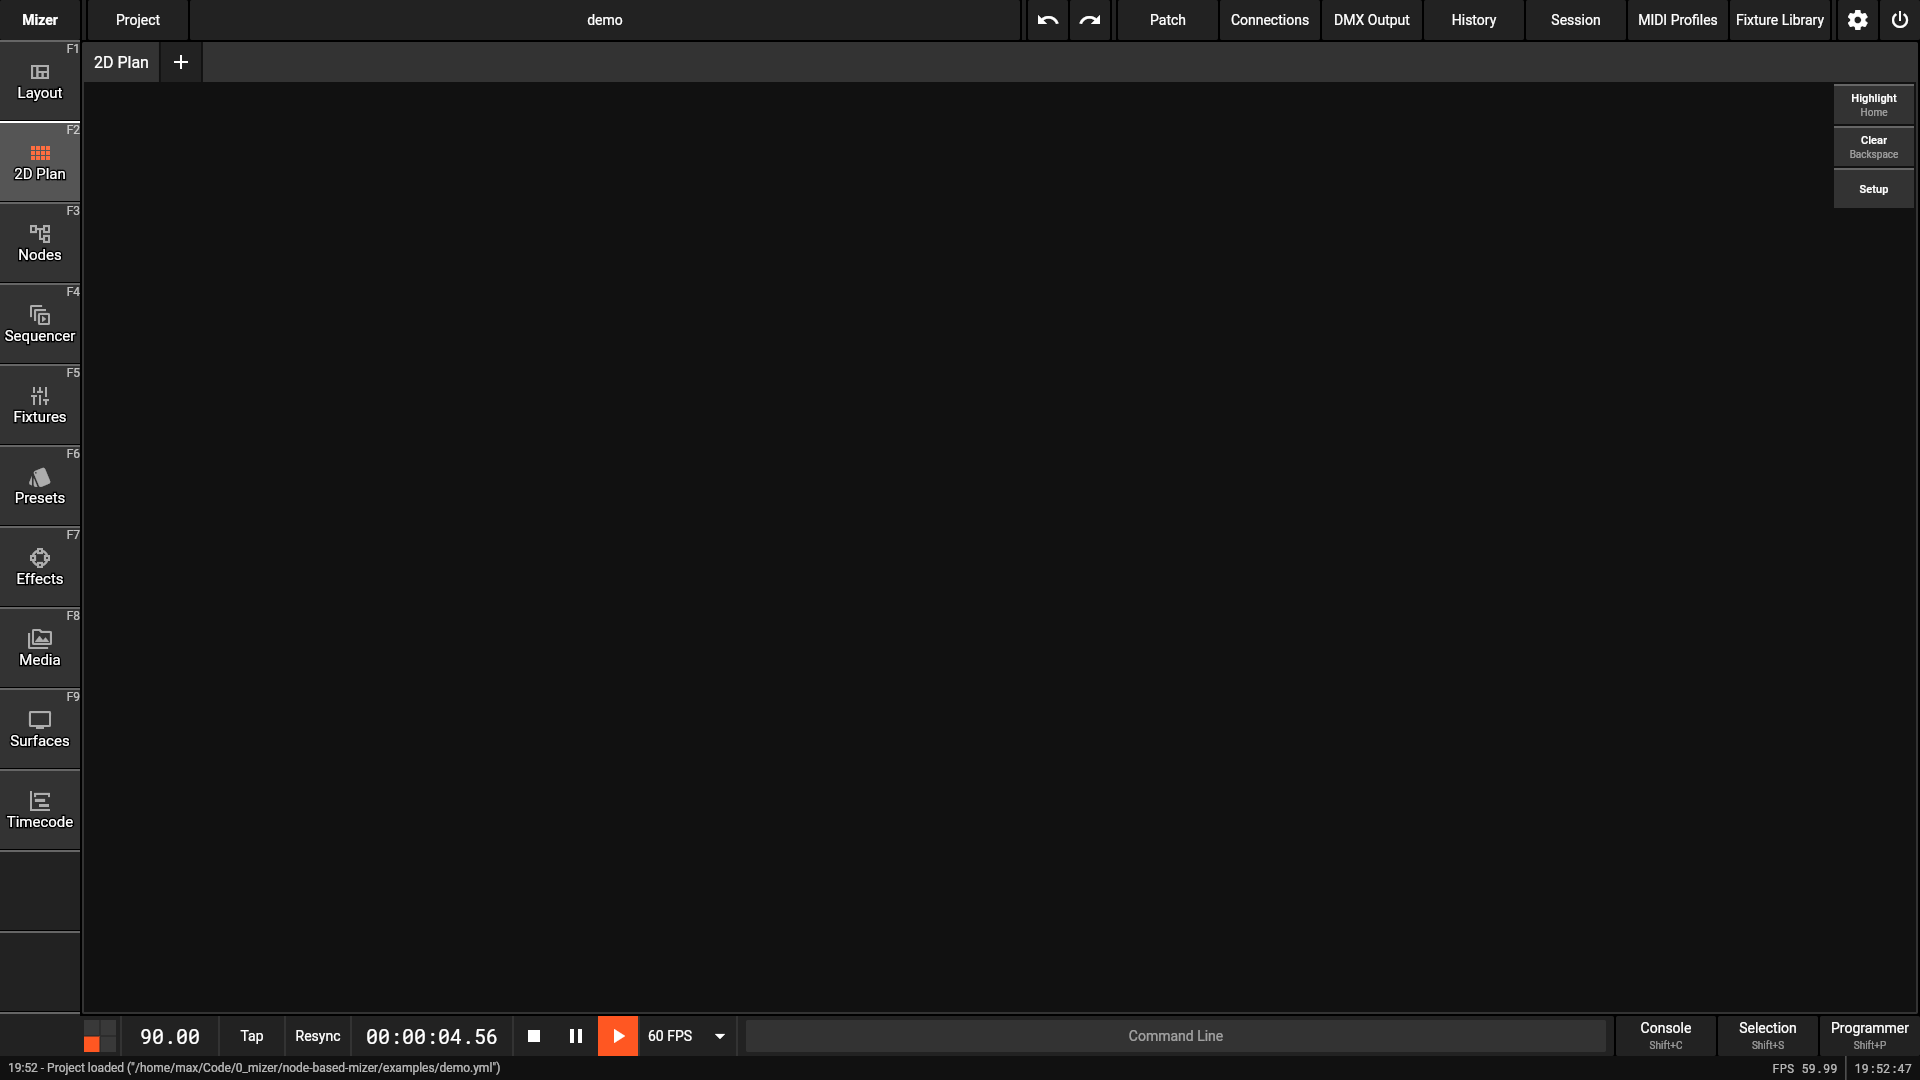 Mizer
Project
demo
Patch
Connections
DMX Output
History
Session
MIDI Profiles
Fixture Library
F1
Layout
F2
2D Plan
F3
Nodes
F4
Sequencer
F5
Fixtures
F6
Presets
F7
Effects
F8
Media
F9
Surfaces
Timecode
2D Plan
Highlight
Home
Clear
Backspace
Setup
90.00
Tap
Resync
00:00:04.56
60 FPS
Command Line
Console
Shift+C
Selection
Shift+S
Programmer
Shift+P
19:52 - Project loaded ("/home/max/Code/0_mizer/node-based-mizer/examples/demo.yml")
FPS 59.99
19:52:47